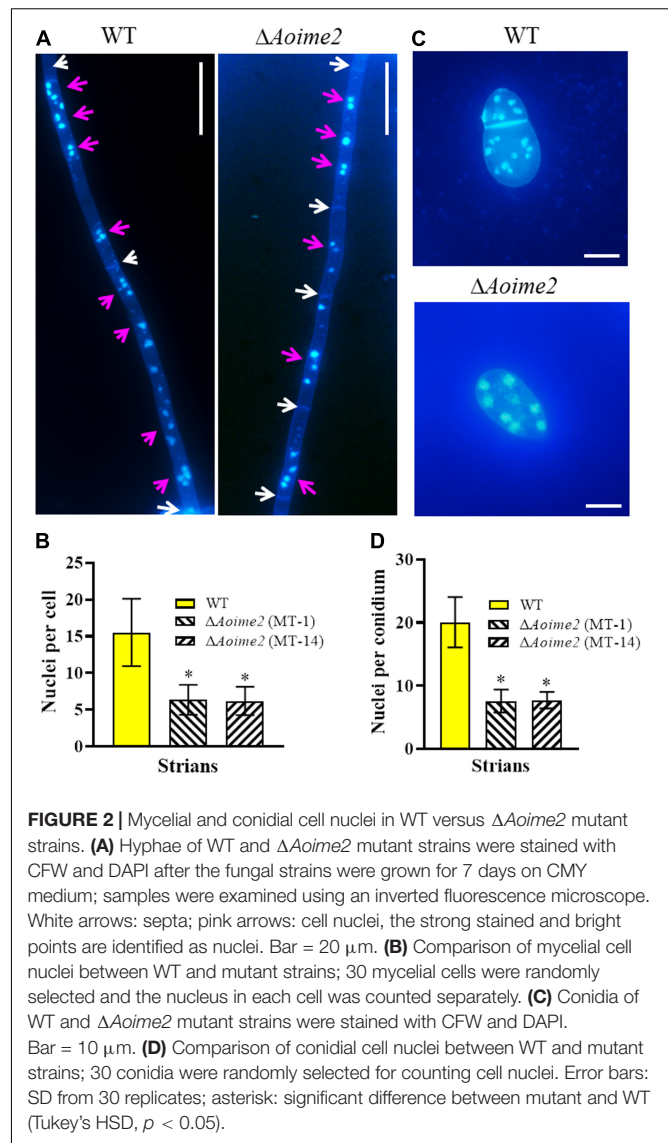 A WT ΔAoime2 C WT
ΔAoime2
B
25
20
15
10
5
0
Nuclei per cell
WT
ΔAoime2 (MT-1)
ΔAoime2 (MT-14)
*
*
Strians
D
30
20
10
0
Nuclei per conidium
WT
ΔAoime2 (MT-1)
ΔAoime2 (MT-14)
*
*
Strians
FIGURE 2 | Mycelial and conidial cell nuclei in WT versus ΔAoime2 mutant
strains. (A) Hyphae of WT and ΔAoime2 mutant strains were stained with
CFW and DAPI after the fungal strains were grown for 7 days on CMY
medium; samples were examined using an inverted fluorescence microscope.
White arrows: septa; pink arrows: cell nuclei, the strong stained and bright
points are identified as nuclei. Bar = 20 μm. (B) Comparison of mycelial cell
nuclei between WT and mutant strains; 30 mycelial cells were randomly
selected and the nucleus in each cell was counted separately. (C) Conidia of
WT and ΔAoime2 mutant strains were stained with CFW and DAPI.
Bar = 10 μm. (D) Comparison of conidial cell nuclei between WT and mutant
strains; 30 conidia were randomly selected for counting cell nuclei. Error bars:
SD from 30 replicates; asterisk: significant difference between mutant and WT
(Tukey's HSD, p < 0.05).